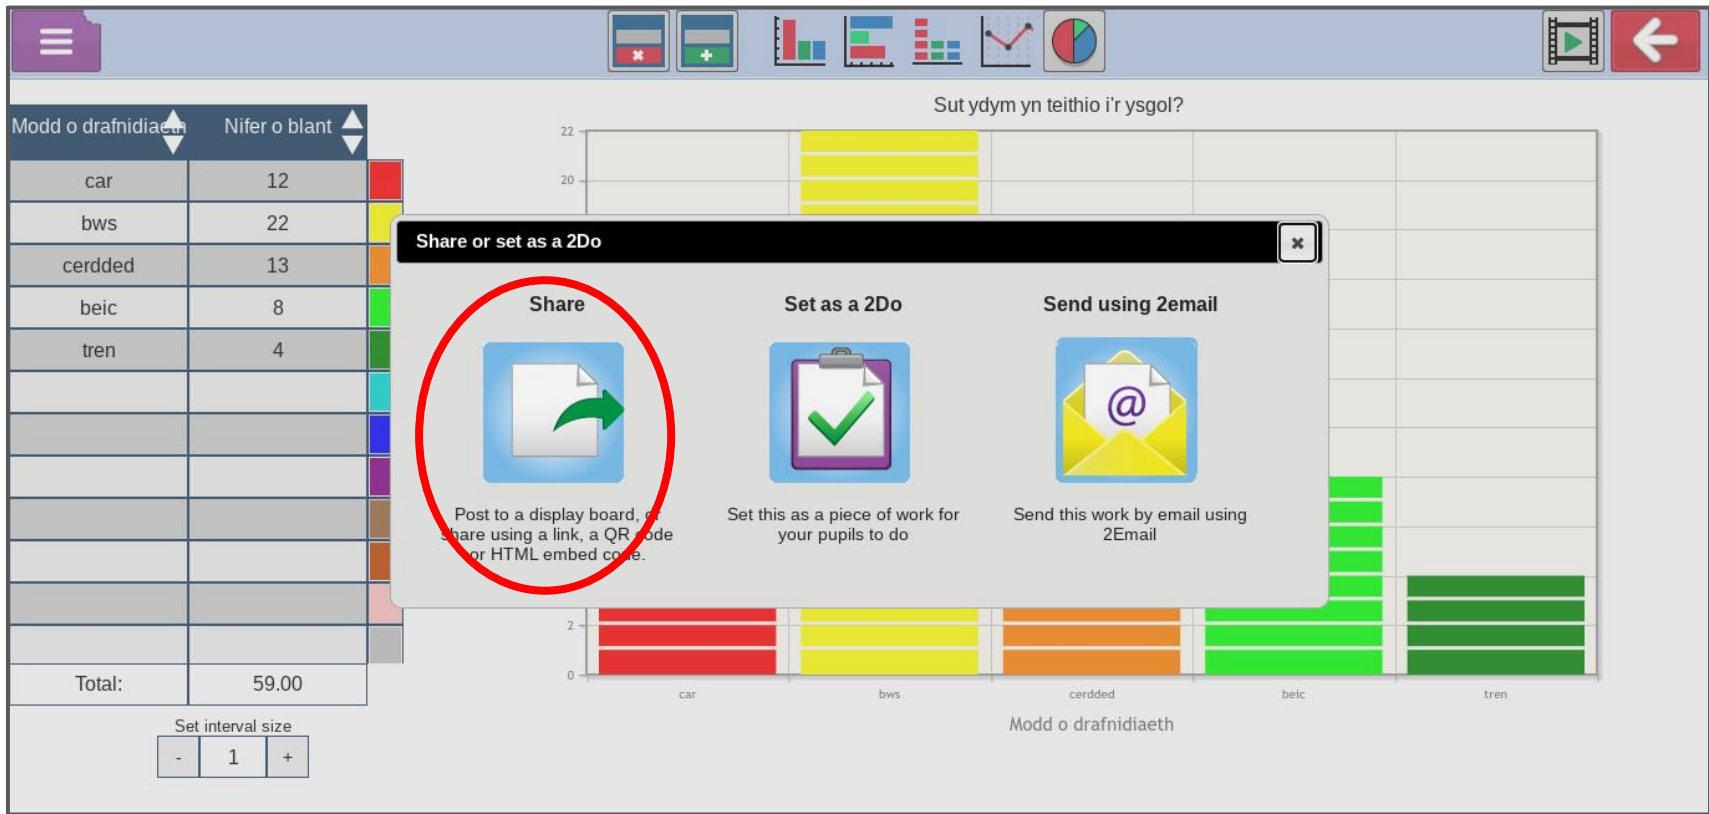 Sut ydym yn teithio i'r ysgol?
Modd o drafnidiaeth Nifer o blant
car 12
bws 22
cerdded 13
beic 8
tren 4
Total: 59.00
Set interval size
- 1 +
22
20
Share or set as a 2Do
Share
Post to a display board, or
share using a link, a QR code
or HTML embed code.
Set as a 2Do
Set this as a piece of work for
your pupils to do
Send using 2email
@
Send this work by email using
2Email
2
0
car bws cerdded beic tren
Modd o drafnidiaeth